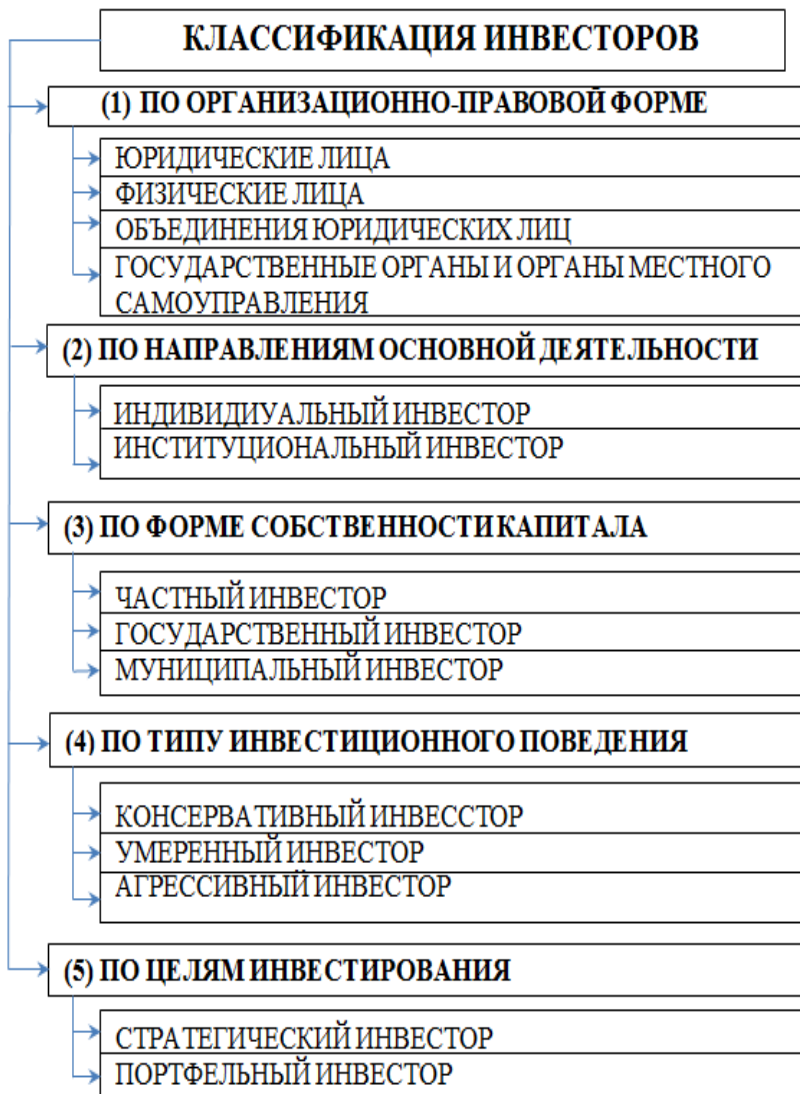 КЛАССИФИКАЦИЯ ИНВЕСТОРОВ
(1) ПО ОРГАНИЗАЦИОННО-ПРАВОВОЙ ФОРМЕ
ЮРИДИЧЕСКИЕ ЛИЦА
ФИЗИЧЕСКИЕ ЛИЦА
ОБЪЕДИНЕНИЯ ЮРИДИЧЕСКИХ ЛИЦ
ГОСУДАРСТВЕННЫЕ ОРГАНЫ И ОРГАНЫ МЕСТНОГО
САМОУПРАВЛЕНИЯ
(2) ПО НАПРАВЛЕНИЯМ ОСНОВНОЙ ДЕЯТЕЛЬНОСТИ
ИНДИВИДИУАЛЬНЫЙ ИНВЕСТОР
ИНСТИТУЦИОНАЛЬНЫЙ ИНВЕСТОР
(3) ПО ФОРМЕ СОБСТВЕННОСТИ КАПИТАЛА
ЧАСТНЫЙ ИНВЕСТОР
ГОСУДАРСТВЕННЫЙ ИНВЕСТОР
МУНИЦИПАЛЬНЫЙ ИНВЕСТОР
(4) ПО ТИПУ ИНВЕСТИЦИОННОГО ПОВЕДЕНИЯ
КОНСЕРВАТИВНЫЙ ИНВЕССТОР
УМЕРЕННЫЙ ИНВЕСТОР
АГРЕССИВНЫЙ ИНВЕСТОР
(5) ПО ЦЕЛЯМ ИНВЕСТИРОВАНИЯ
СТРАТЕГИЧЕСКИЙ ИНВЕСТОР
ПОРТФЕЛЬНЫЙ ИНВЕСТОР